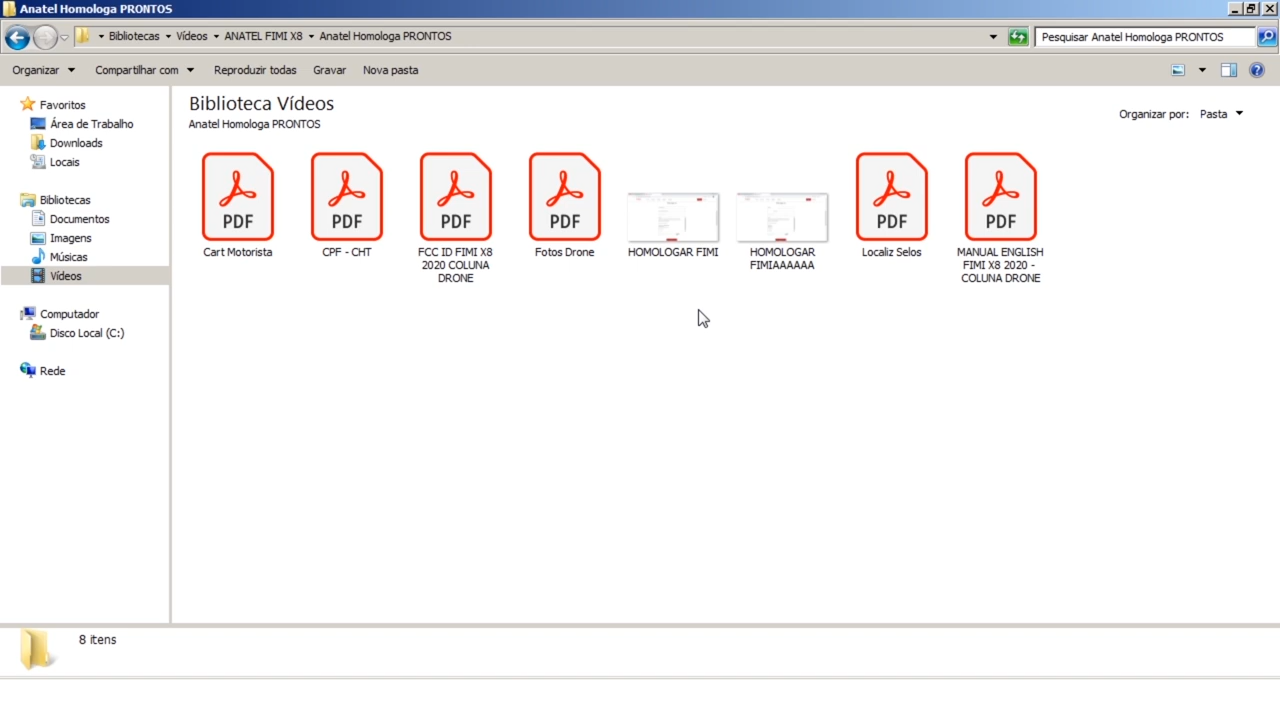 Anatel Homologa PRONTOS
Bibliotecas Vídeos ANATEL FIMI X8 Anatel Homologa PRONTOS
Pesquisar Anatel Homologa PRONTOS
Organizar Compartilhar com Reproduzir todas Gravar Nova pasta
Favoritos
Área de Trabalho
Downloads
Locais
Bibliotecas
Documentos
Imagens
Músicas
Vídeos
Computador
Disco Local (C:)
Rede
Biblioteca Vídeos
Anatel Homologa PRONTOS
Organizar por: Pasta
PDF
Cart Motorista
PDF
CPF - CHT
PDF
FCC ID FIMI X8
2020 COLUNA
DRONE
PDF
Fotos Drone
HOMOLOGAR FIMI
HOMOLOGAR
FIMIAAAAAA
PDF
Localiz Selos
PDF
MANUAL ENGLISH
FIMI X8 2020 -
COLUNA DRONE
8 itens